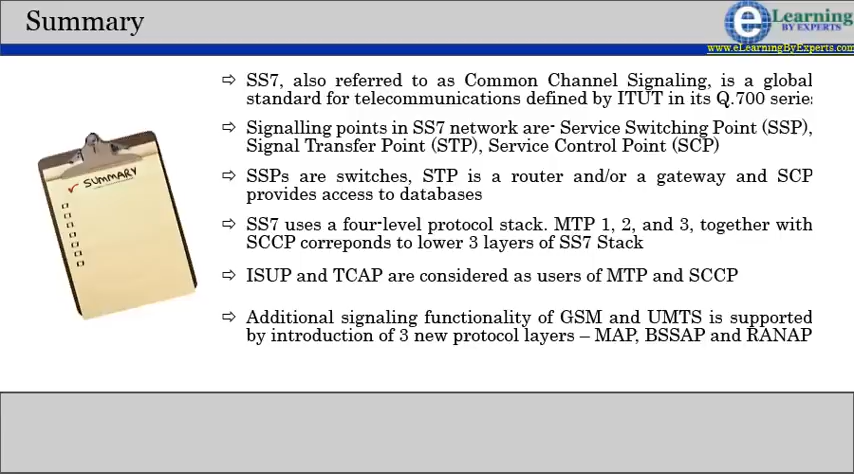 Summary
eLearning
BY EXPERTS
www.eLearningByExperts.com
SS7, also referred to as Common Channel Signaling, is a global
standard for telecommunications defined by ITUT in its Q.700 series
Signalling points in SS7 network are- Service Switching Point (SSP),
Signal Transfer Point (STP), Service Control Point (SCP)
SSPs are switches, STP is a router and/or a gateway and SCP
provides access to databases
SS7 uses a four-level protocol stack. MTP 1, 2, and 3, together with
SCCP correponds to lower 3 layers of SS7 Stack
ISUP and TCAP are considered as users of MTP and SCCP
Additional signaling functionality of GSM and UMTS is supported
by introduction of 3 new protocol layers – MAP, BSSAP and RANAP
SUMMARY